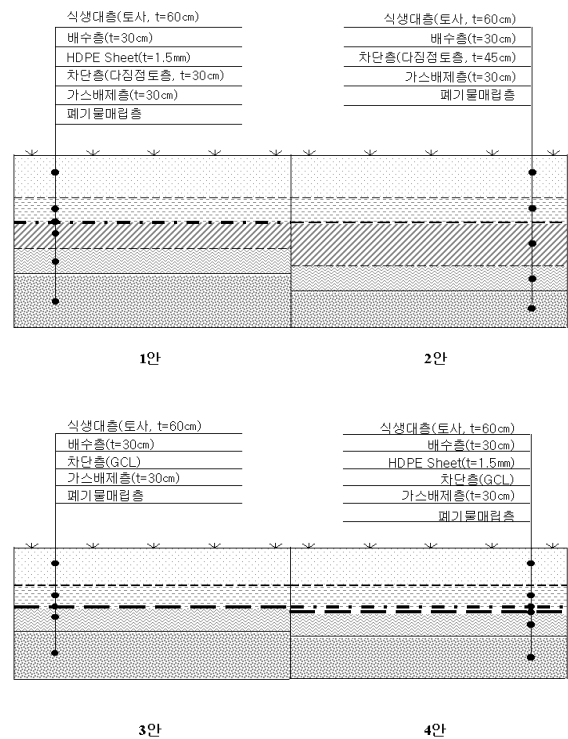 식생대층(토사, t=60cm)
배수층(t=30cm)
HDPE Sheet(t=1.5mm)
차단층(다짐점토층, t=30cm)
가스배제층(t=30cm)
폐기물매립층
식생대층(토사, t=60cm)
배수층(t=30cm)
차단층(다짐점토층, t=45cm)
가스배제층(t=30cm)
폐기물매립층
1안
2안
식생대층(토사, t=60cm)
배수층(t=30cm)
차단층(GCL)
가스배제층(t=30cm)
폐기물매립층
식생대층(토사, t=60cm)
배수층(t=30cm)
HDPE Sheet(t=1.5mm)
차단층(GCL)
가스배제층(t=30cm)
폐기물매립층
3안
4안